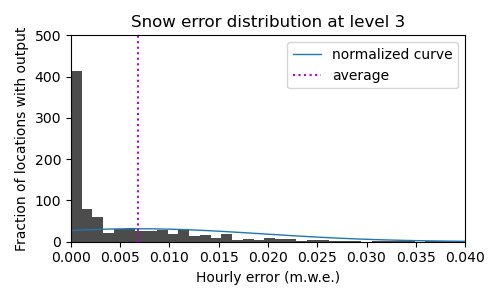 Snow error distribution at level 3
Fraction of locations with output
500
400
300
200
100
0
normalized curve
average
0.000 0.005 0.010 0.015 0.020 0.025 0.030 0.035 0.040
Hourly error (m.w.e.)